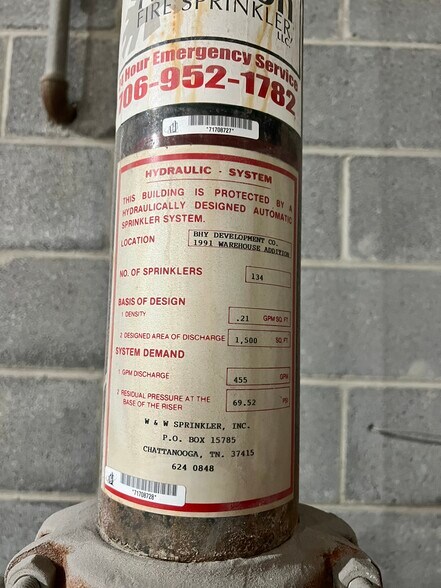 FIRE SPRINKLER
LLC
Hour Emergency Service
706-952-1782
*71708727*
HYDRAULIC - SYSTEM
THIS BUILDING IS PROTECTED BY A
HYDRAULICALLY DESIGNED AUTOMATIC
SPRINKLER SYSTEM.
LOCATION
BHY DEVELOPMENT CO.
1991 WAREHOUSE ADDITION
NO. OF SPRINKLERS 134
BASIS OF DESIGN
1 DENSITY .21 GPM SQ. FT.
2 DESIGNED AREA OF DISCHARGE 1,500 SQ. FT.
SYSTEM DEMAND
1 GPM DISCHARGE 455 GPM
2 RESIDUAL PRESSURE AT THE
BASE OF THE RISER 69.52 PSI
W & W SPRINKLER, INC.
P.O. BOX 15785
CHATTANOOGA, TN. 37415
624 0848
*71708728*